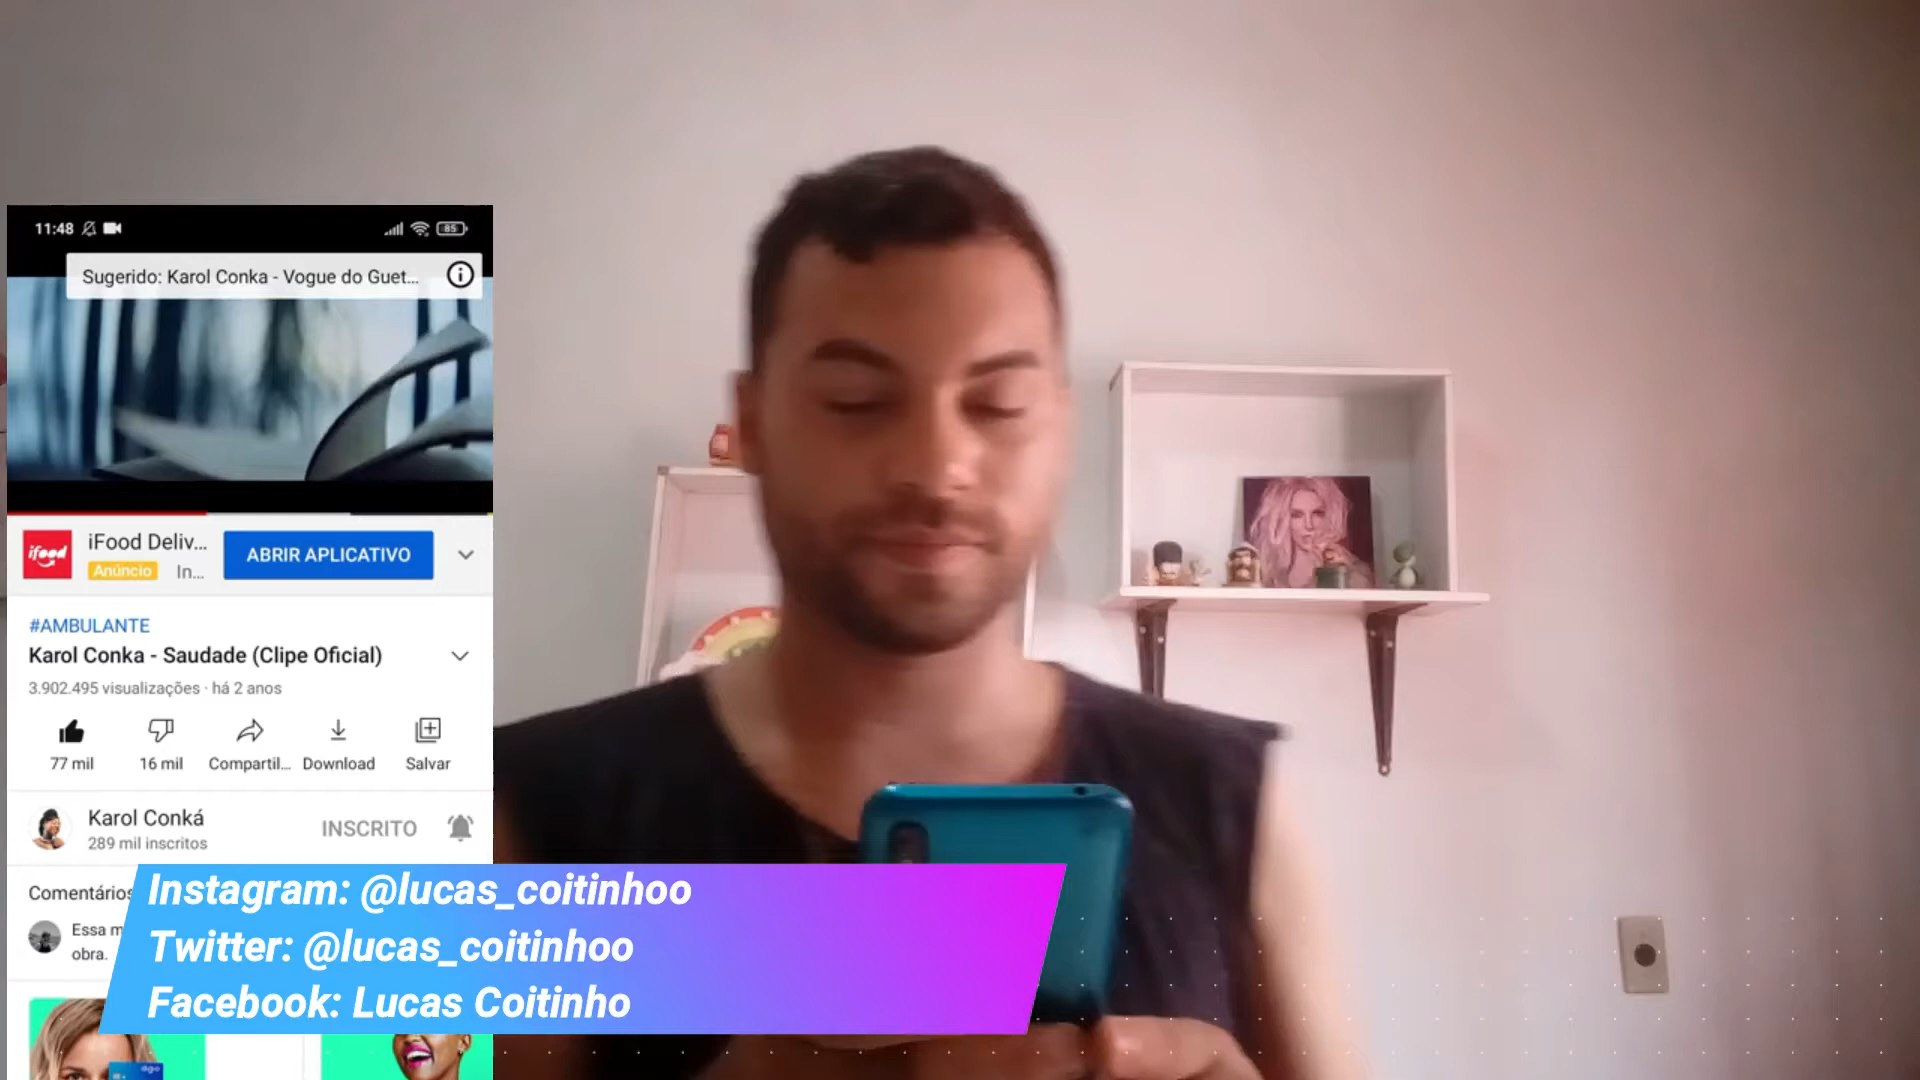 11:48
85
Sugerido: Karol Conka - Vogue do Guet...
ifood
iFood Deliv...
Anúncio In...
ABRIR APLICATIVO
#AMBULANTE
Karol Conka - Saudade (Clipe Oficial)
3.902.495 visualizações · há 2 anos
77 mil
16 mil
Compartil...
Download
Salvar
Karol Conká
289 mil inscritos
INSCRITO
Comentários
Essa m
obra.
Instagram: @lucas_coitinhoo
Twitter: @lucas_coitinhoo
Facebook: Lucas Coitinho